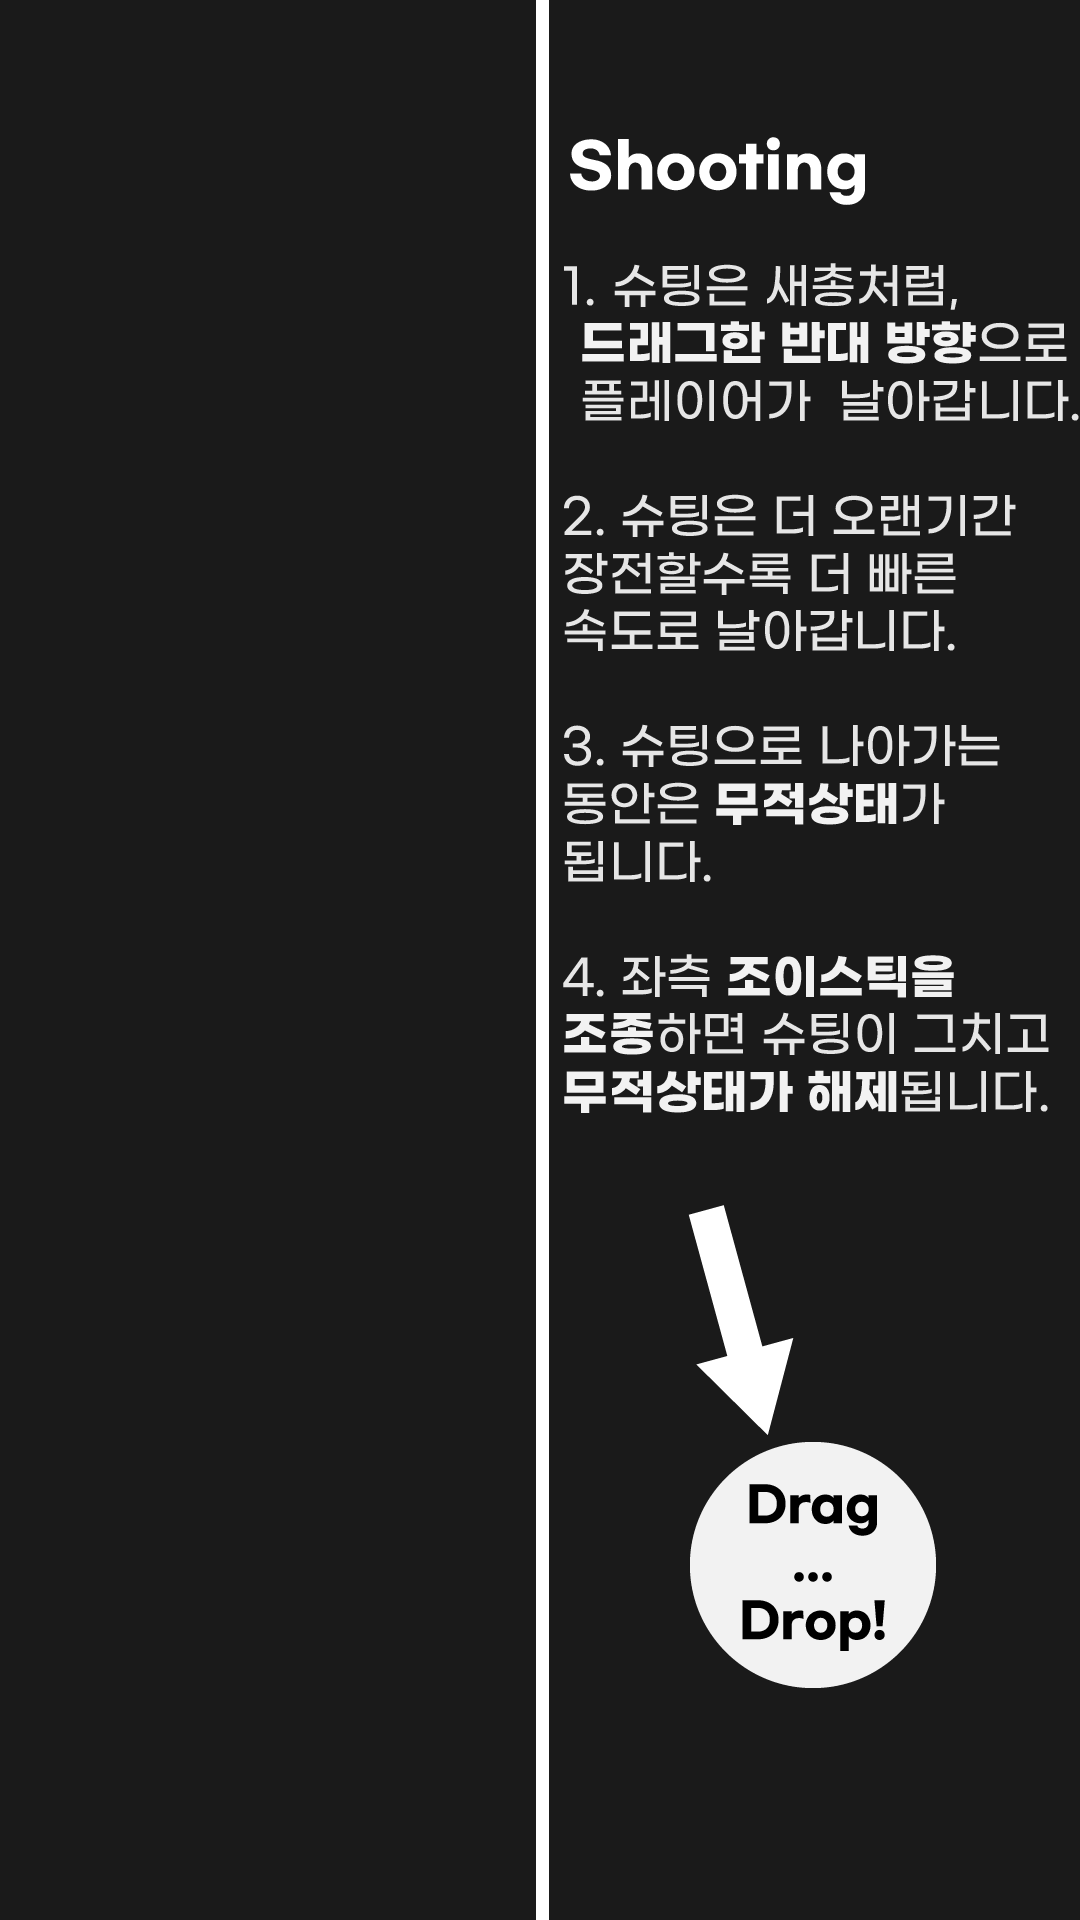 Shooting
1. 슈팅은 새총처럼,
드래그한 반대 방향으로
플레이어가 날아갑니다.
2. 슈팅은 더 오랜기간
장전할수록 더 빠른
속도로 날아갑니다.
3. 슈팅으로 나아가는
동안은 무적상태가
됩니다.
4. 좌측 조이스틱을
조종하면 슈팅이 그치고
무적상태가 해제됩니다.
Drag
...
Drop!